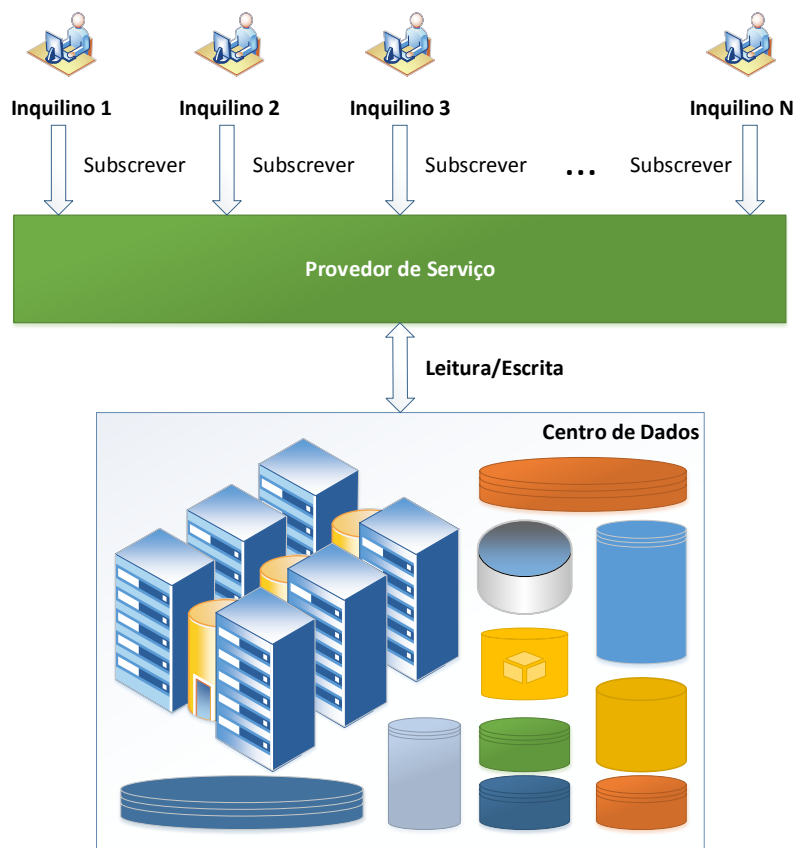 Inquilino 1
Inquilino 2
Inquilino 3
Inquilino N
Subscrever
Subscrever
Subscrever
...
Subscrever
Provedor de Serviço
Leitura/Escrita
Centro de Dados